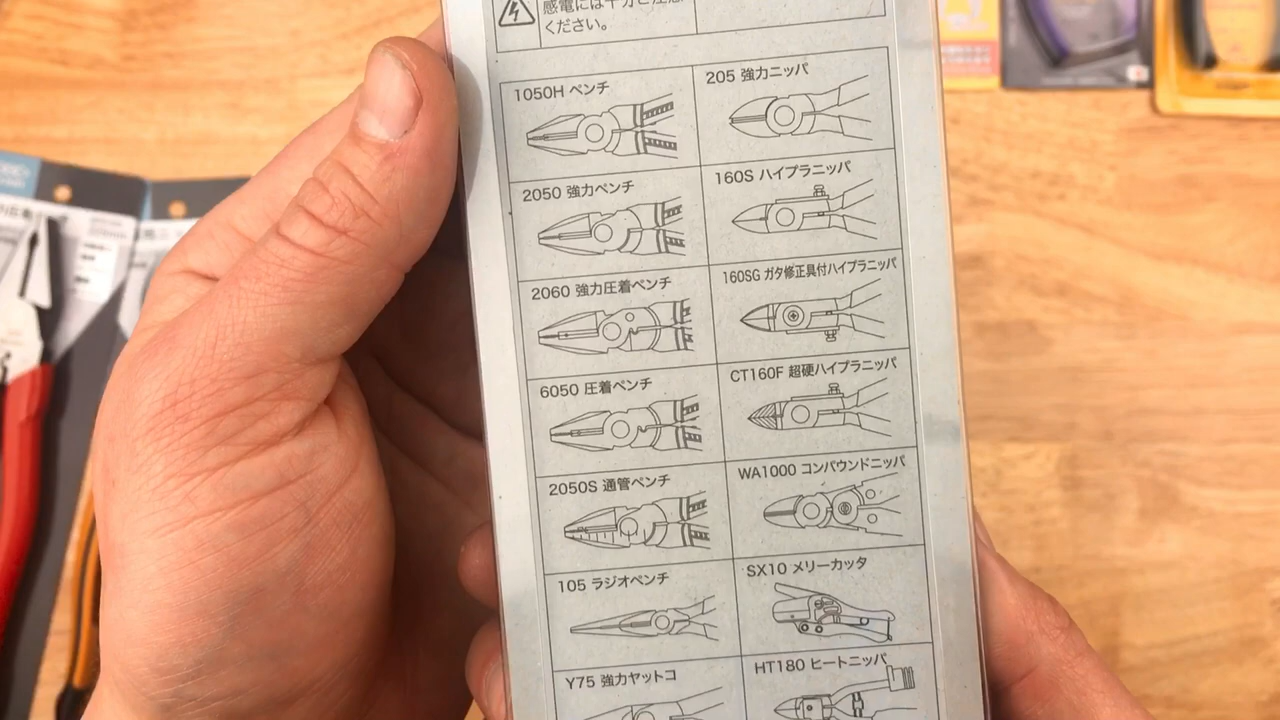 感電には十分ご注意
ください。
1050H ペンチ
205 強力ニッパ
2050 強力ペンチ
160S ハイプラニッパ
2060 強力圧着ペンチ
160SG ガタ修正具付ハイプラニッパ
6050 圧着ペンチ
CT160F 超硬ハイプラニッパ
2050S 通管ペンチ
WA1000 コンパウンドニッパ
105 ラジオペンチ
SX10 メリーカッタ
Y75 強力ヤットコ
HT180 ヒートニッパ